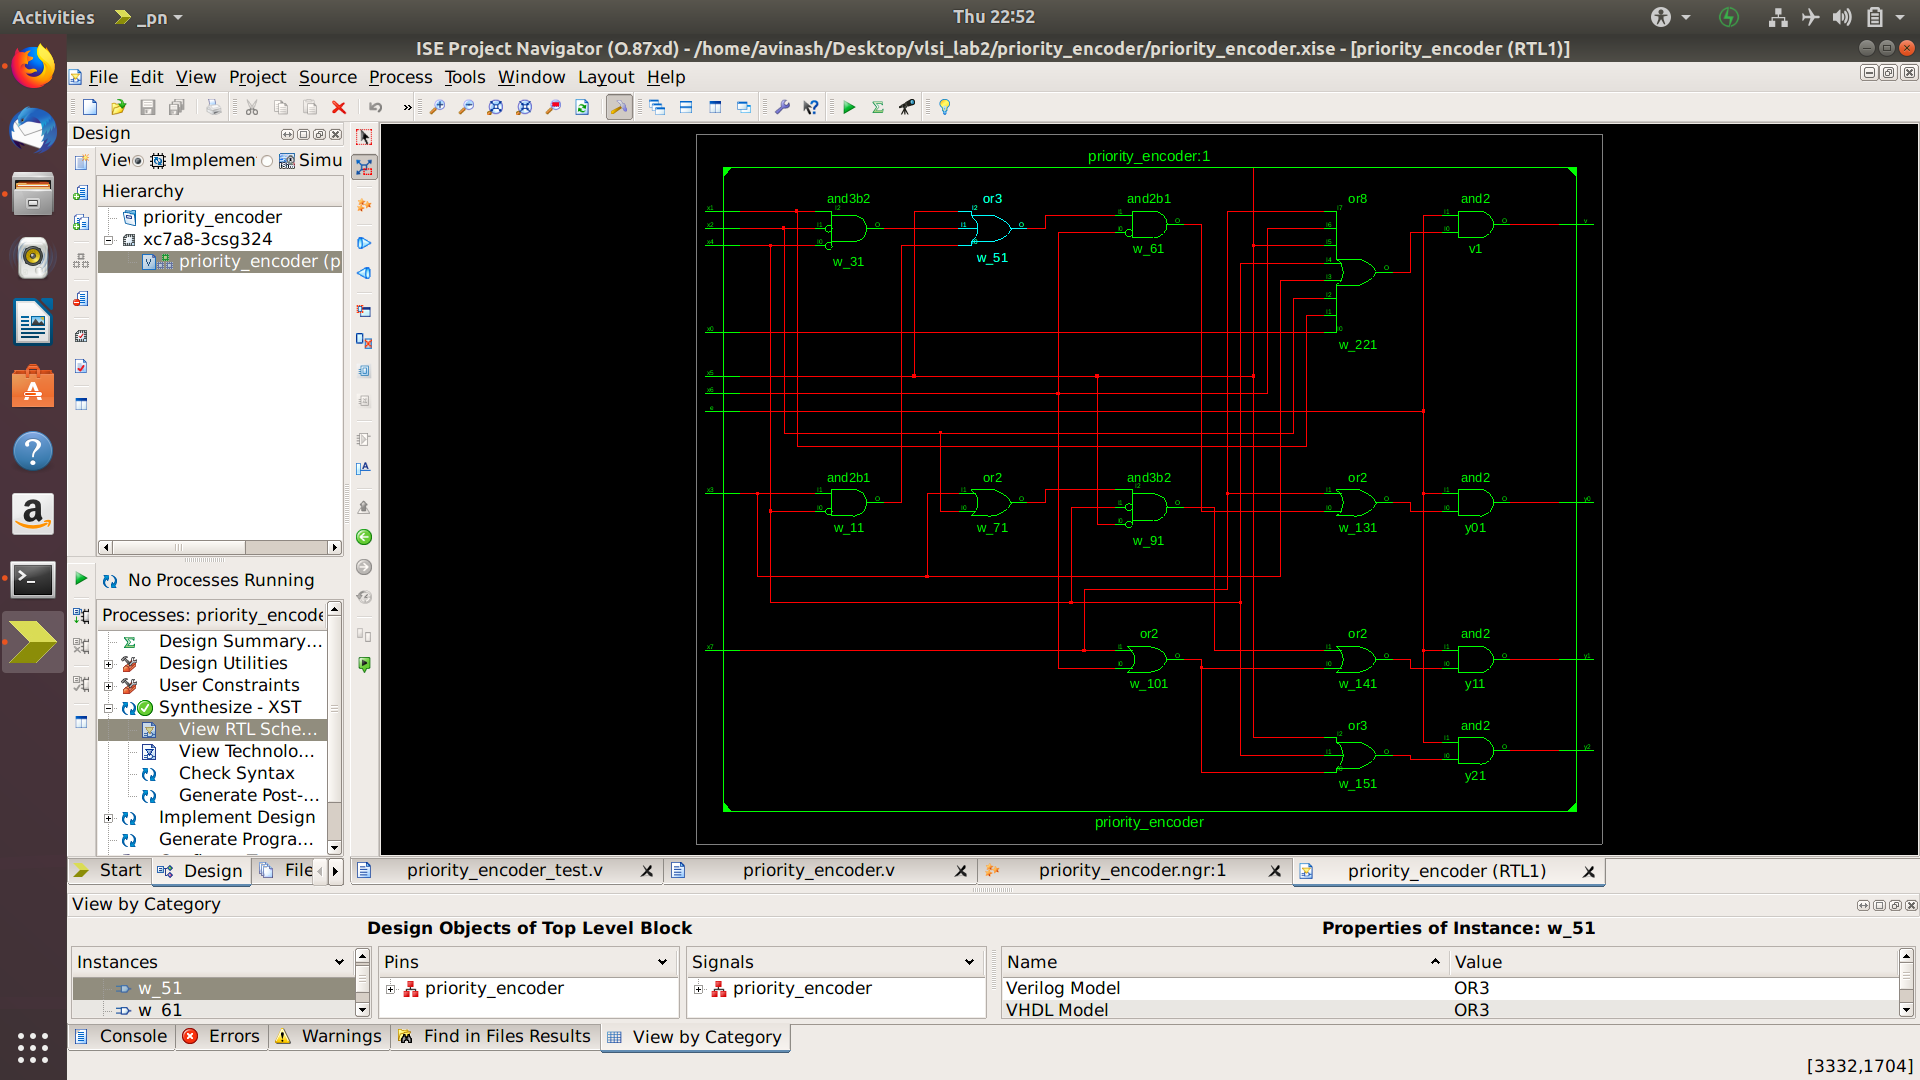 Activities
_pn
Thu 22:52
ISE Project Navigator (O.87xd) - /home/avinash/Desktop/vlsi_lab2/priority_encoder/priority_encoder.xise - [priority_encoder (RTL1)]
File Edit View Project Source Process Tools Window Layout Help
Design
Vie Implemen Simu
Hierarchy
priority_encoder
xc7a8-3csg324
priority_encoder (p
No Processes Running
Processes: priority_encode
Design Summary...
Design Utilities
User Constraints
Synthesize - XST
View RTL Sche...
View Technolo...
Check Syntax
Generate Post-...
Implement Design
Generate Progra...
Start Design File
priority_encoder:1
and3b2 or3 and2b1 or8 and2
w_31 w_51 w_61 w_221 v1
and2b1 or2 and3b2 or2 and2
w_11 w_71 w_91 w_131 y01
or2 or2 and2
w_101 w_141 y11
or3 and2
w_151 y21
priority_encoder
priority_encoder_test.v priority_encoder.v priority_encoder.ngr:1 priority_encoder (RTL1)
View by Category
Design Objects of Top Level Block
Properties of Instance: w_51
Instances Pins Signals Name Value
w_51 priority_encoder priority_encoder Verilog Model OR3
w_61 VHDL Model OR3
Console Errors Warnings Find in Files Results View by Category
[3332,1704]